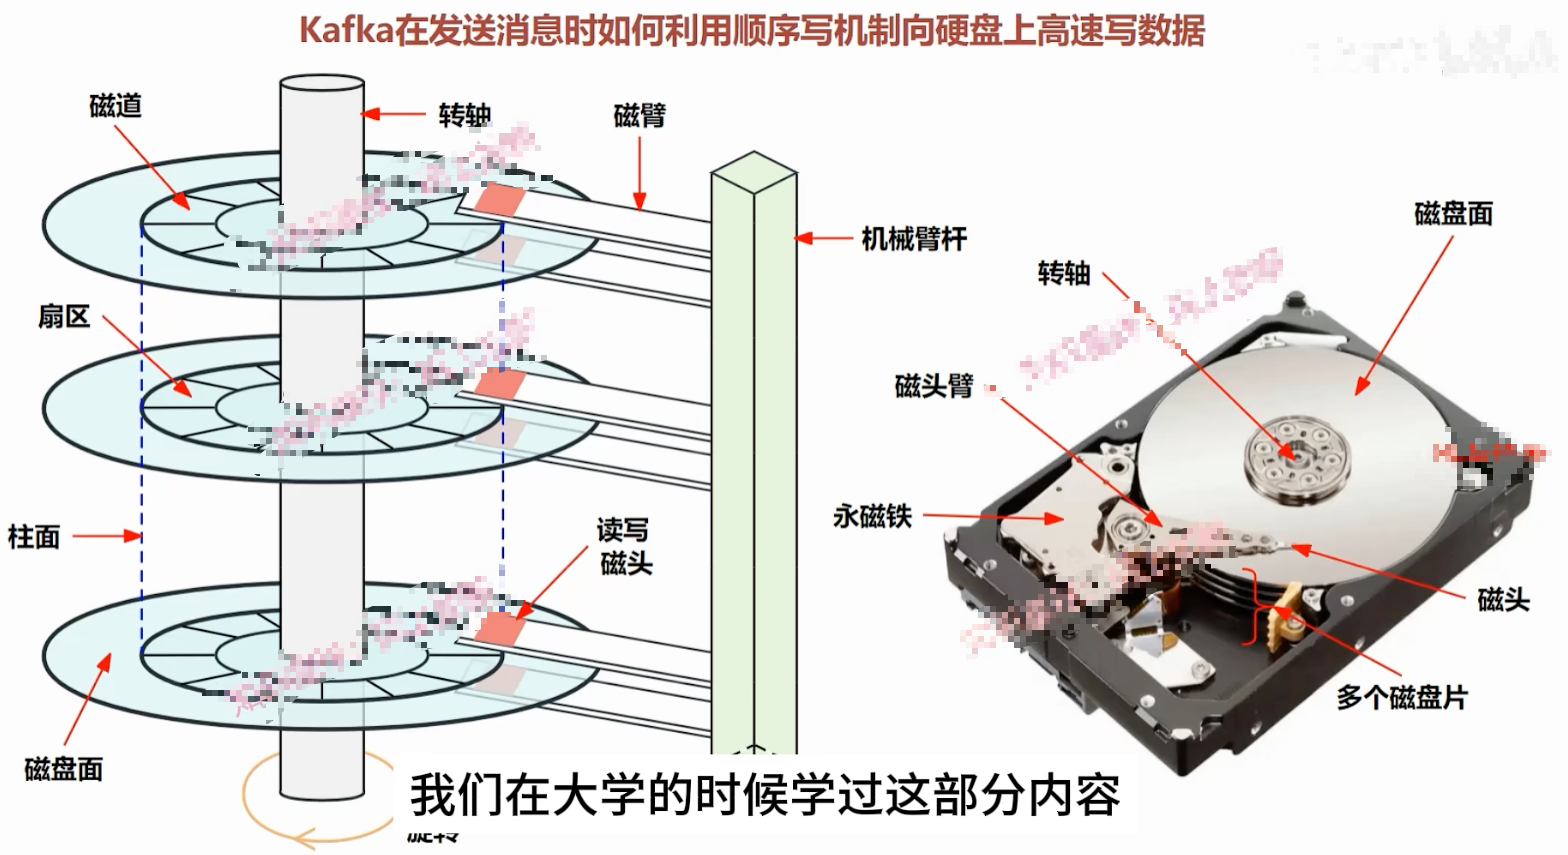 Kafka在发送消息时如何利用顺序写机制向硬盘上高速写数据
磁道
转轴
磁臂
机械臂杆
扇区
柱面
读写
磁头
磁盘面
旋转
磁盘面
转轴
磁头臂
永磁铁
磁头
多个磁盘片
我们在大学的时候学过这部分内容